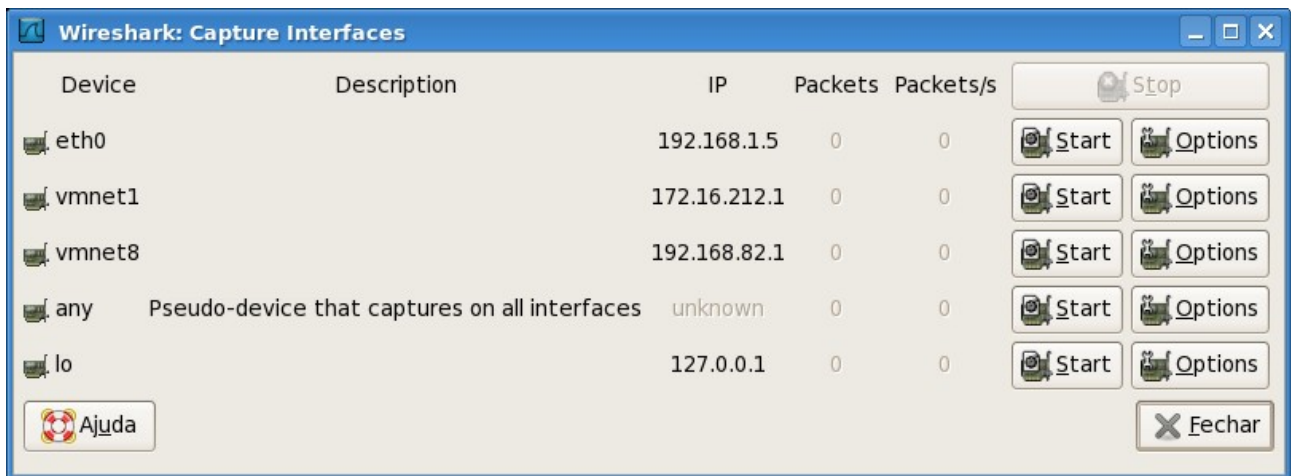 Wireshark: Capture Interfaces
Device Description IP Packets Packets/s Stop
eth0 192.168.1.5 0 0 Start Options
vmnet1 172.16.212.1 0 0 Start Options
vmnet8 192.168.82.1 0 0 Start Options
any Pseudo-device that captures on all interfaces unknown 0 0 Start Options
lo 127.0.0.1 0 0 Start Options
Ajuda Fechar